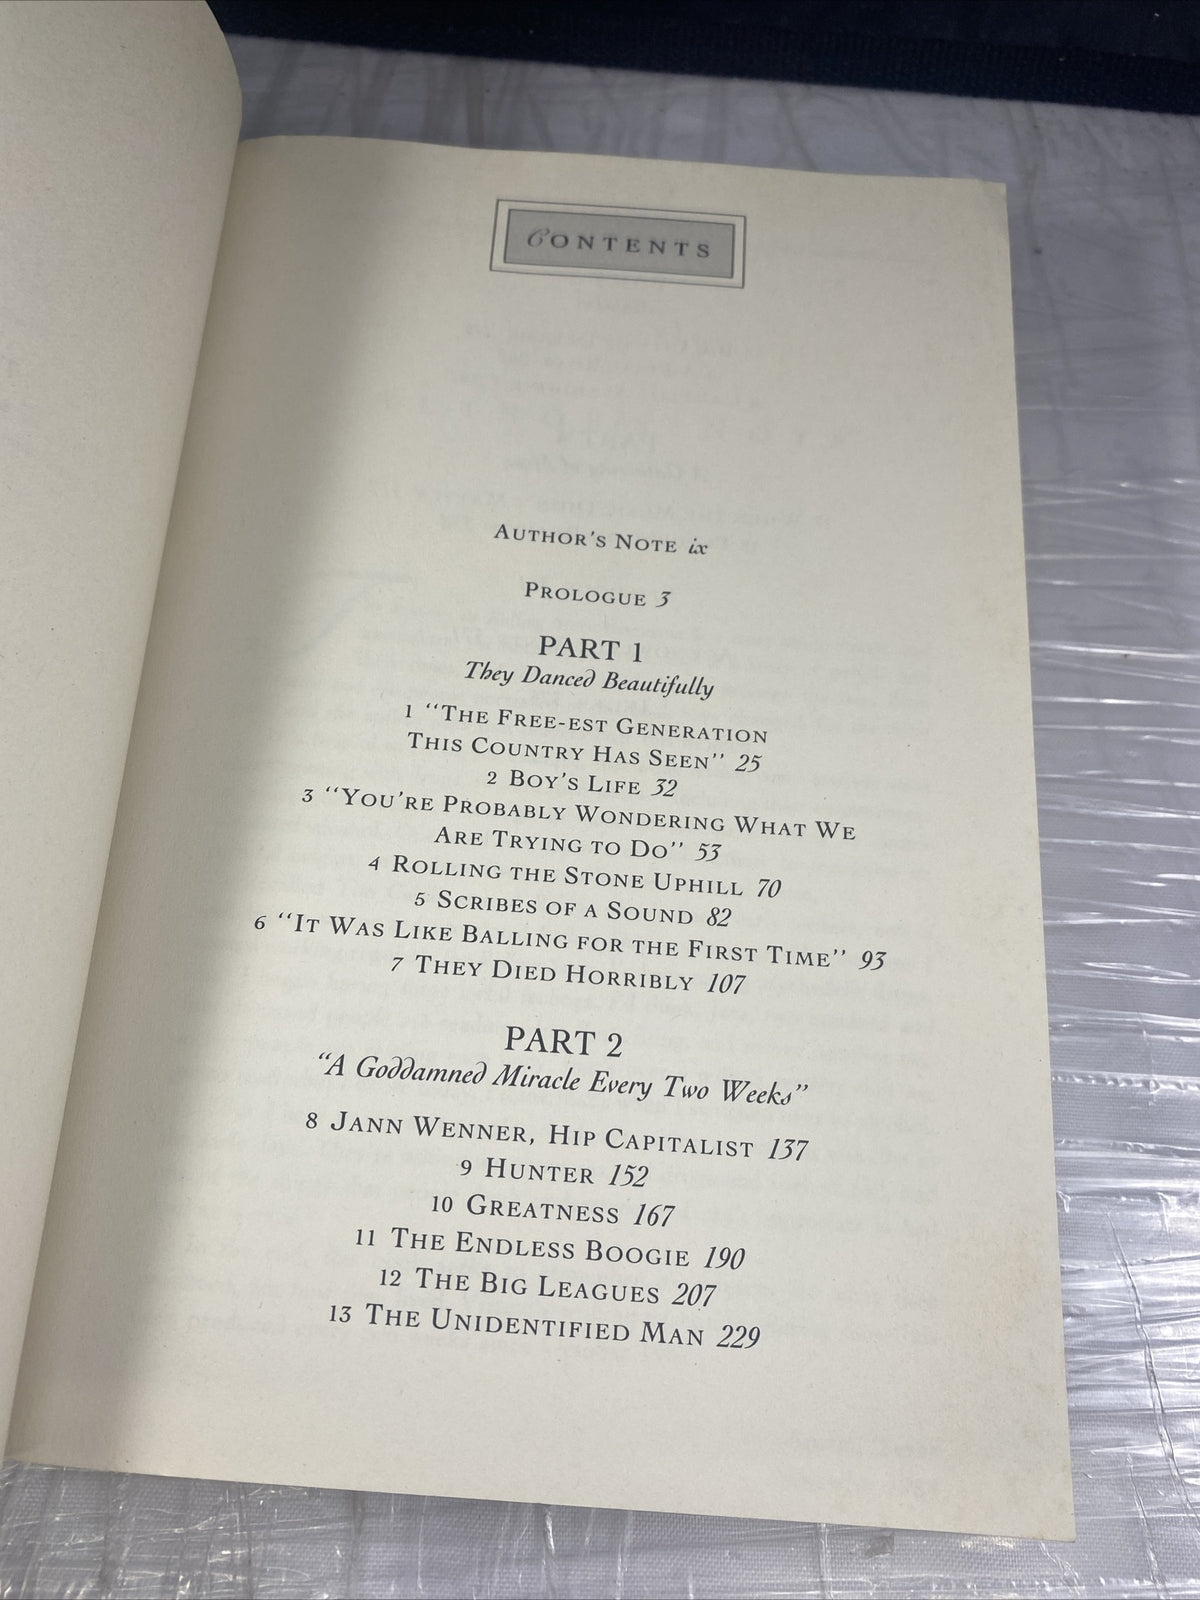 CONTENTS
AUTHOR'S NOTE ix
PROLOGUE 3
PART 1
They Danced Beautifully
1 "THE FREE-EST GENERATION
THIS COUNTRY HAS SEEN" 25
2 BOY'S LIFE 32
3 "YOU'RE PROBABLY WONDERING WHAT WE
ARE TRYING TO DO" 53
4 ROLLING THE STONE UPHILL 70
5 SCRIBES OF A SOUND 82
6 "IT WAS LIKE BALLING FOR THE FIRST TIME" 93
7 THEY DIED HORRIBLY 107
PART 2
"A Goddamned Miracle Every Two Weeks"
8 JANN WENNER, HIP CAPITALIST 137
9 HUNTER 152
10 GREATNESS 167
11 THE ENDLESS BOOGIE 190
12 THE BIG LEAGUES 207
13 THE UNIDENTIFIED MAN 229